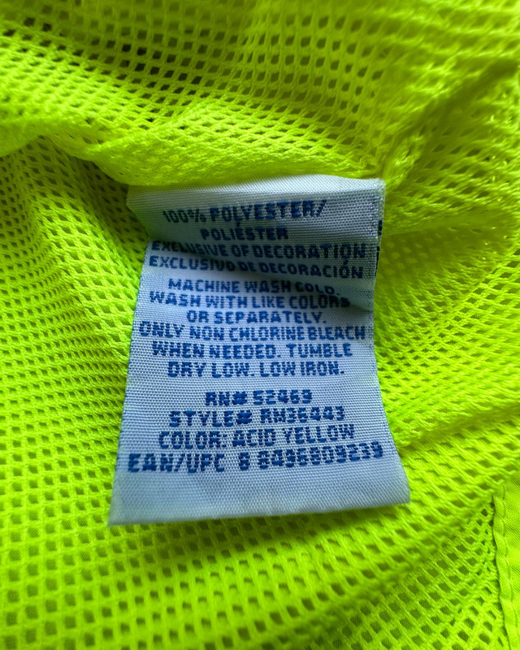 100% POLYESTER/
POLIÉSTER
EXCLUSIVE OF DECORATION
EXCLUSIVO DE DECORACIÓN
MACHINE WASH COLD.
WASH WITH LIKE COLORS
OR SEPARATELY.
ONLY NON CHLORINE BLEACH
WHEN NEEDED. TUMBLE
DRY LOW. LOW IRON.
RN# 52469
STYLE# RM36443
COLOR: ACID YELLOW
EAN/UPC 8 8496809239